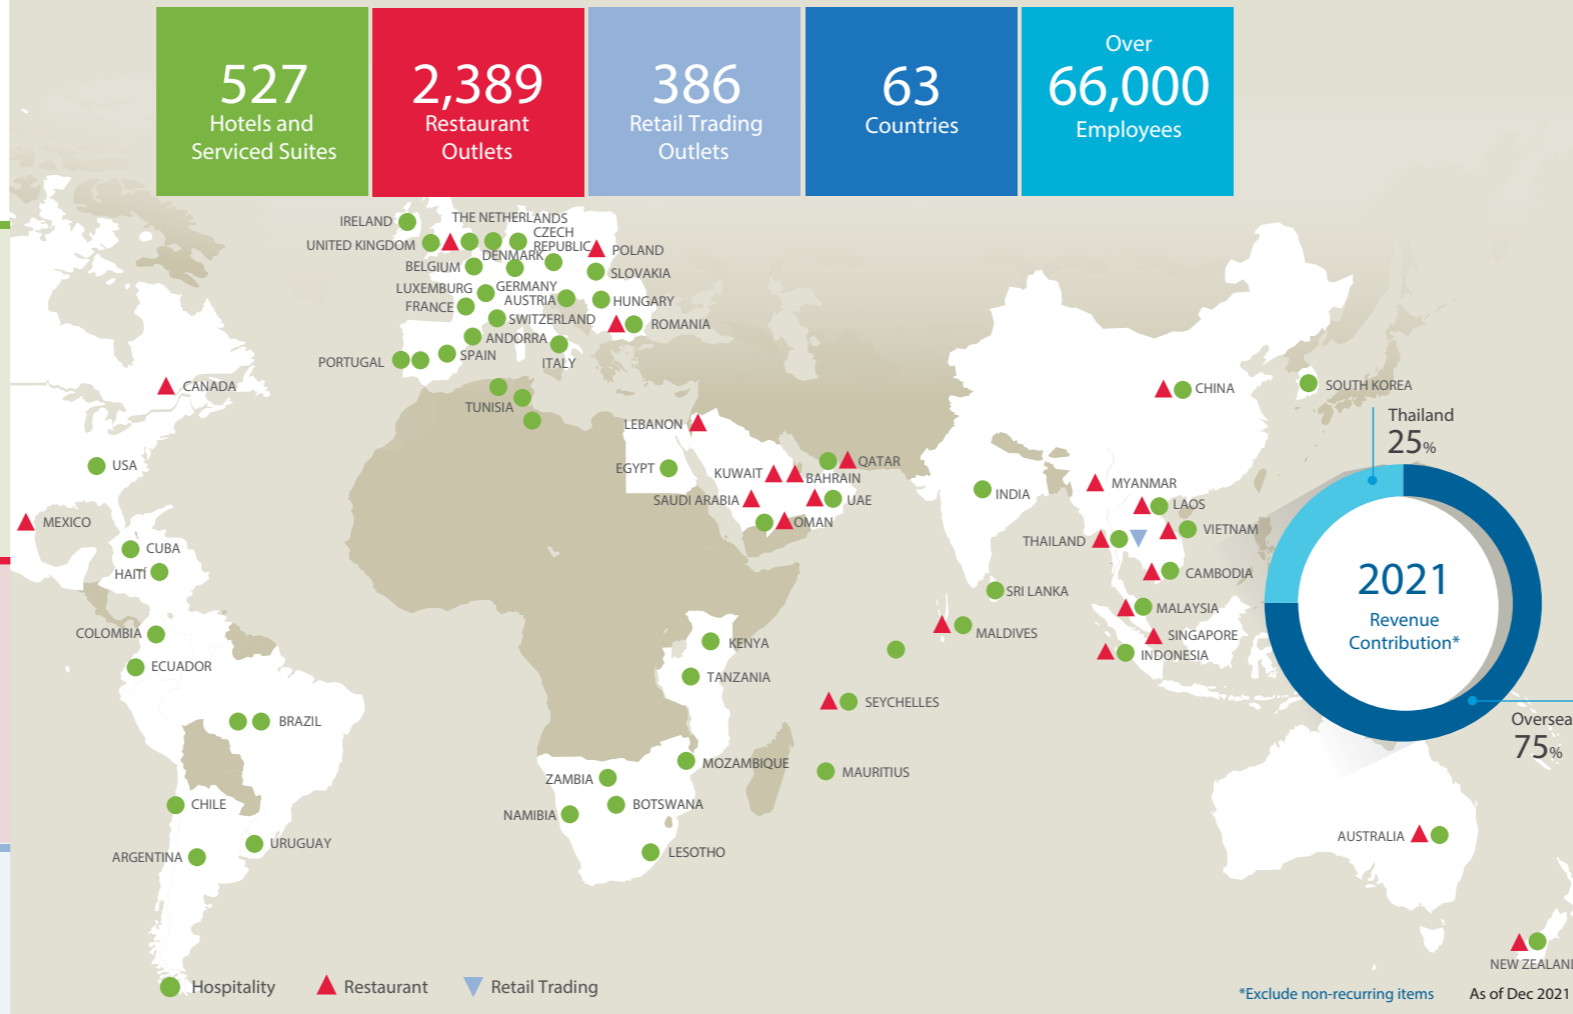 527
Hotels and
Serviced Suites
2,389
Restaurant
Outlets
386
Retail Trading
Outlets
63
Countries
Over
66,000
Employees
IRELAND
THE NETHERLANDS
UNITED KINGDOM
CZECH
REPUBLIC
DENMARK
POLAND
BELGIUM
SLOVAKIA
LUXEMBURG
GERMANY
AUSTRIA
HUNGARY
FRANCE
SWITZERLAND
ROMANIA
ANDORRA
PORTUGAL
SPAIN
ITALY
CANADA
TUNISIA
LEBANON
USA
EGYPT
KUWAIT
BAHRAIN
QATAR
SAUDI ARABIA
UAE
OMAN
MEXICO
CUBA
HAITÍ
COLOMBIA
ECUADOR
BRAZIL
CHILE
ARGENTINA
URUGUAY
KENYA
TANZANIA
SEYCHELLES
MOZAMBIQUE
MAURITIUS
ZAMBIA
BOTSWANA
NAMIBIA
LESOTHO
CHINA
SOUTH KOREA
INDIA
MYANMAR
LAOS
VIETNAM
THAILAND
CAMBODIA
SRI LANKA
MALAYSIA
MALDIVES
SINGAPORE
INDONESIA
AUSTRALIA
NEW ZEALAND
Thailand
25%
2021
Revenue
Contribution*
Oversea
75%
Hospitality
Restaurant
Retail Trading
*Exclude non-recurring items
As of Dec 2021